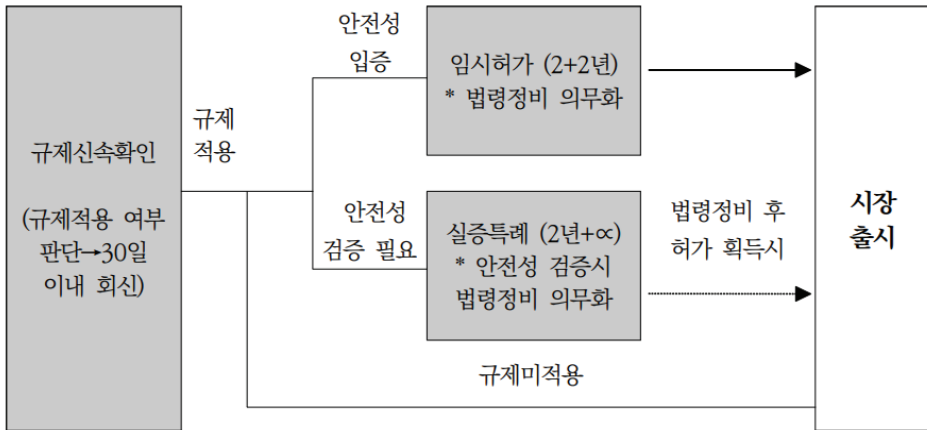 규제신속확인
(규제적용 여부
판단→30일
이내 회신)
규제
적용
안전성
입증
임시허가 (2+2년)
* 법령정비 의무화
안전성
검증 필요
실증특례 (2년+∝)
* 안전성 검증시
법령정비 의무화
법령정비 후
허가 획득시
규제미적용
시장
출시